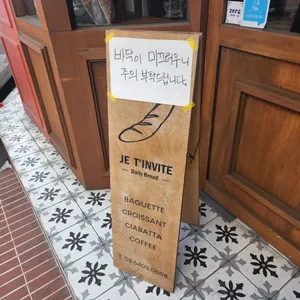 바닥이 미끄러우니
주의 부탁드립니다.
JE T'INVITE
Daily Bread
BAGUETTE
CROISSANT
CIABATTA
COFFEE